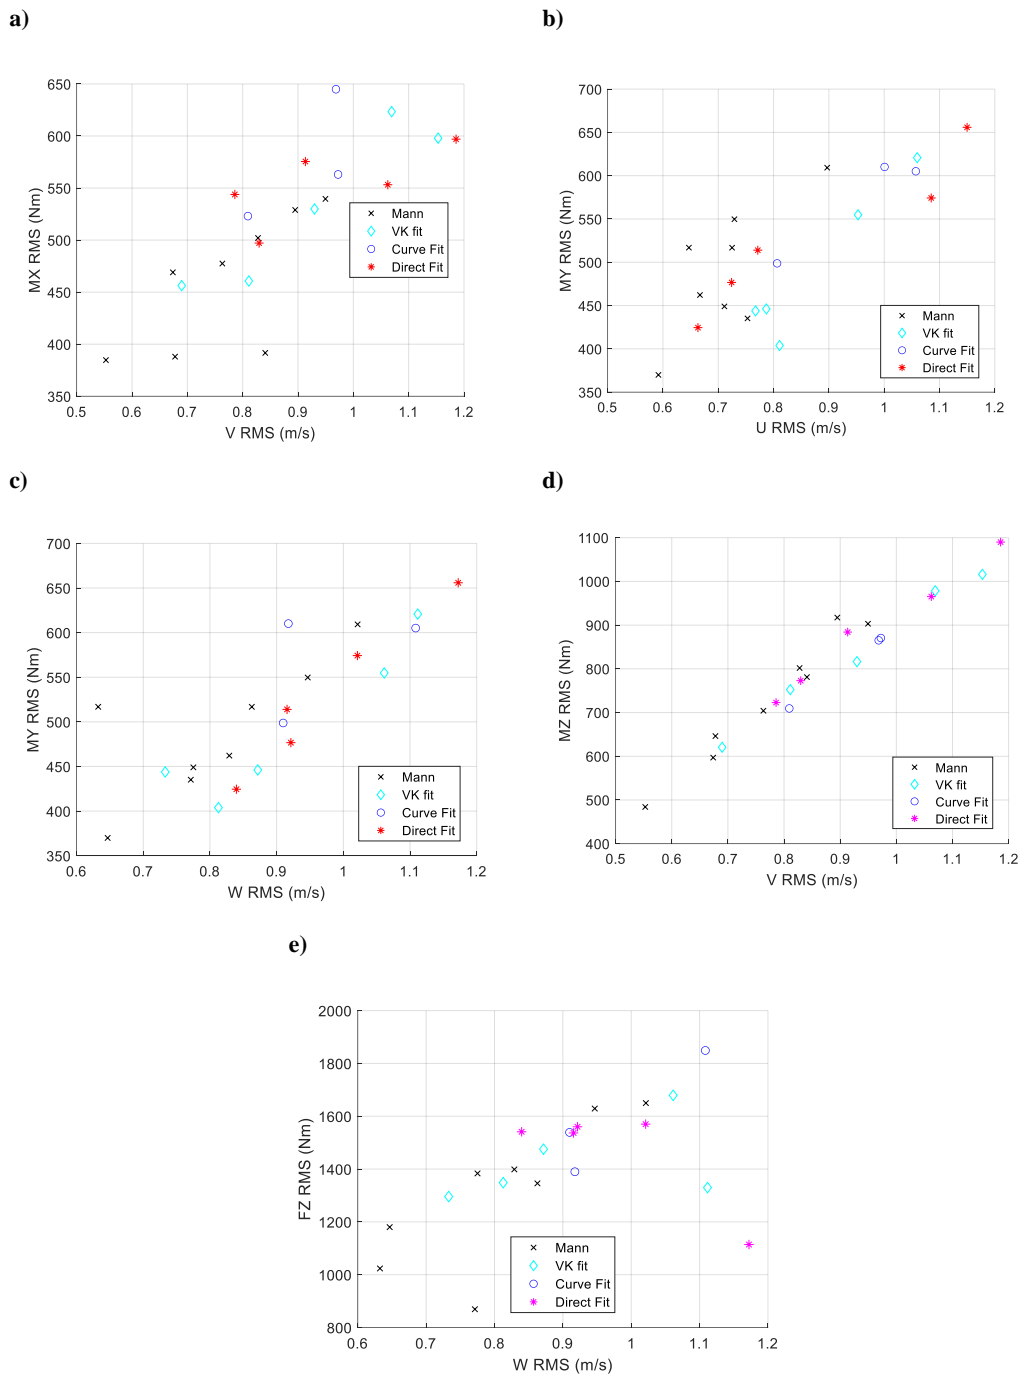 a)
650
600
550
500
450
400
350
MX RMS (Nm)
0.5 0.6 0.7 0.8 0.9 1 1.1 1.2
V RMS (m/s)
Mann
VK fit
Curve Fit
Direct Fit
b)
700
650
600
550
500
450
400
350
MY RMS (Nm)
0.5 0.6 0.7 0.8 0.9 1 1.1 1.2
U RMS (m/s)
Mann
VK fit
Curve Fit
Direct Fit
c)
700
650
600
550
500
450
400
350
MY RMS (Nm)
0.6 0.7 0.8 0.9 1 1.1 1.2
W RMS (m/s)
Mann
VK fit
Curve Fit
Direct Fit
d)
1100
1000
900
800
700
600
500
400
MZ RMS (Nm)
0.5 0.6 0.7 0.8 0.9 1 1.1 1.2
V RMS (m/s)
Mann
VK fit
Curve Fit
Direct Fit
e)
2000
1800
1600
1400
1200
1000
800
FZ RMS (Nm)
0.6 0.7 0.8 0.9 1 1.1 1.2
W RMS (m/s)
Mann
VK fit
Curve Fit
Direct Fit